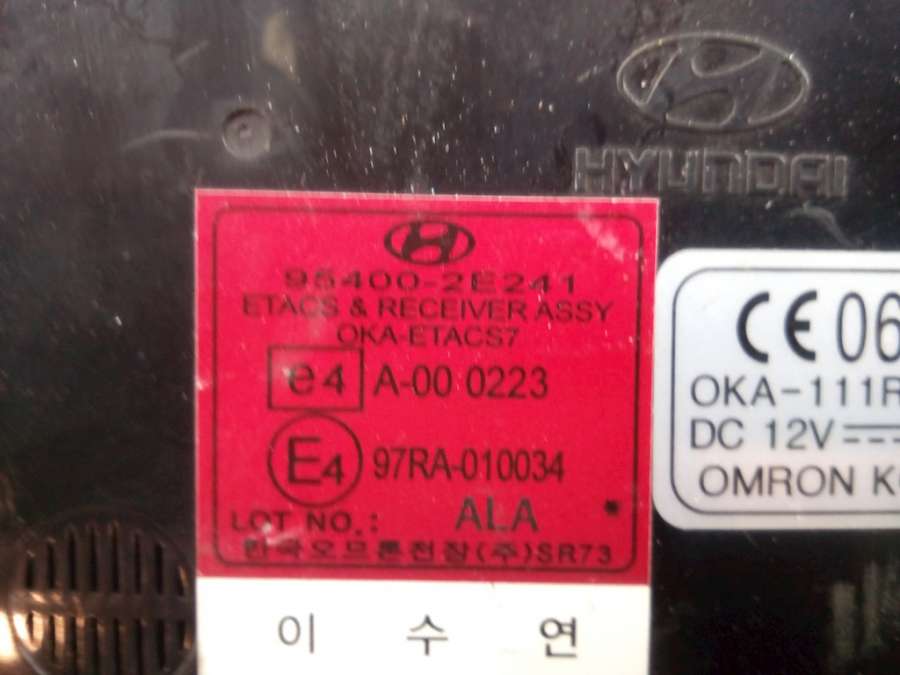 HYUNDAI
95400-2E241
ETACS & RECEIVER ASSY
OKA-ETACS7
e4 A-00 0223
E4 97RA-010034
LOT NO.: ALA
한국오므론전장(주)SR73
이 수 연
CE 06
OKA-111R
DC 12V
OMRON K